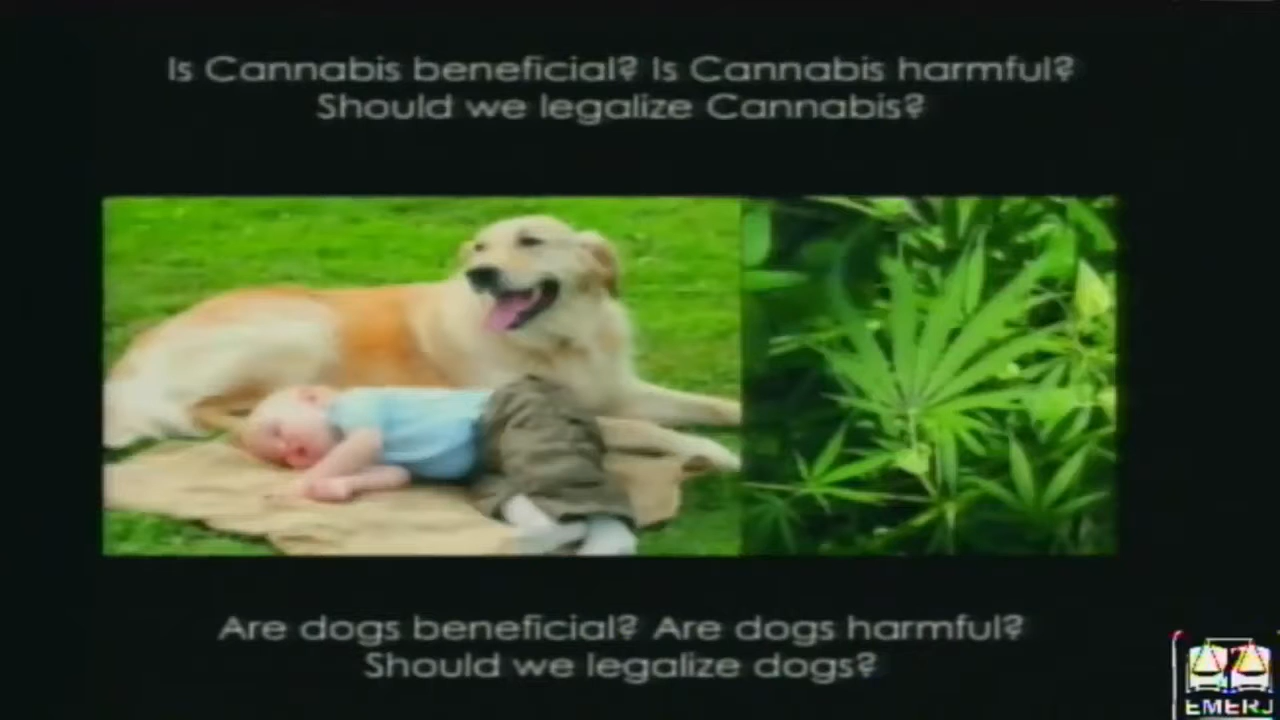 Is Cannabis beneficial? Is Cannabis harmful?
Should we legalize Cannabis?
Are dogs beneficial? Are dogs harmful?
Should we legalize dogs?
EMERJ